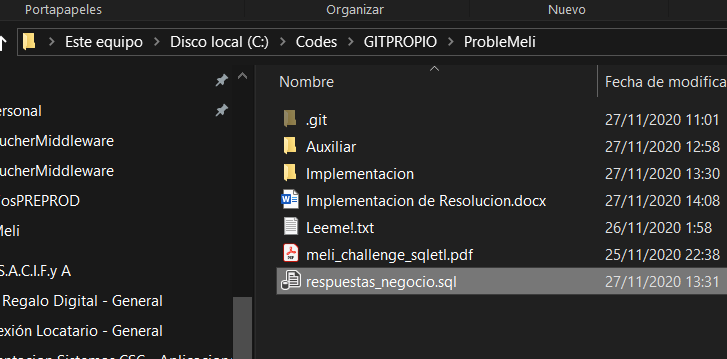 Portapapeles Organizar Nuevo
Este equipo > Disco local (C:) > Codes > GITPROPIO > ProbleMeli
Nombre Fecha de modifica
ersonal
ucherMiddleware
ucherMiddleware
osPREPROD
Meli
S.A.C.I.F.y A
Regalo Digital - General
exión Locatario - General
.git 27/11/2020 11:01
Auxiliar 27/11/2020 12:58
Implementacion 27/11/2020 13:30
Implementacion de Resolucion.docx 27/11/2020 14:08
Leeme!.txt 26/11/2020 1:58
meli_challenge_sqletl.pdf 25/11/2020 22:38
respuestas_negocio.sql 27/11/2020 13:31